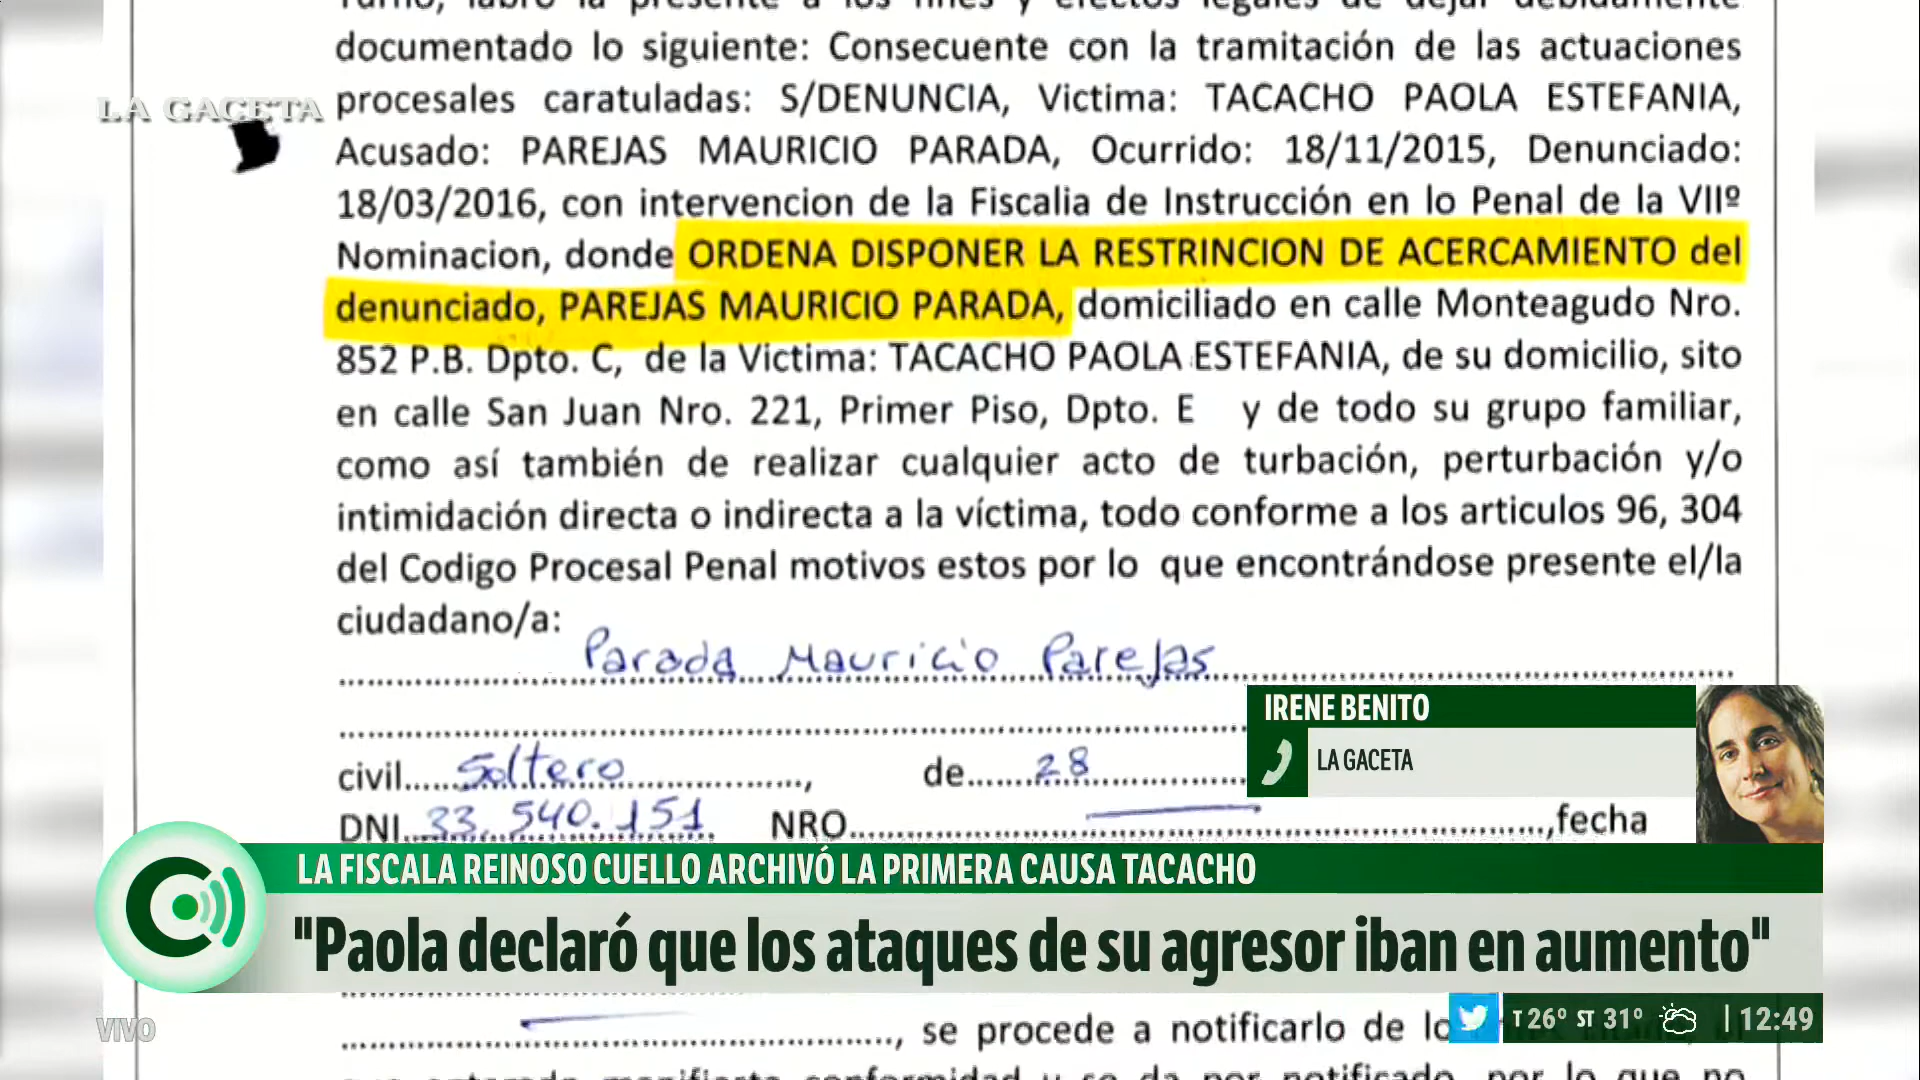 documentado lo siguiente: Consecuente con la tramitación de las actuaciones
LA GACETA
procesales caratuladas: S/DENUNCIA, Victima: TACACHO PAOLA ESTEFANIA,
Acusado: PAREJAS MAURICIO PARADA, Ocurrido: 18/11/2015, Denunciado:
18/03/2016, con intervencion de la Fiscalia de Instrucción en lo Penal de la VIIº
Nominacion, donde ORDENA DISPONER LA RESTRINCION DE ACERCAMIENTO del
denunciado, PAREJAS MAURICIO PARADA, domiciliado en calle Monteagudo Nro.
852 P.B. Dpto. C, de la Victima: TACACHO PAOLA ESTEFANIA, de su domicilio, sito
en calle San Juan Nro. 221, Primer Piso, Dpto. E y de todo su grupo familiar,
como así también de realizar cualquier acto de turbación, perturbación y/o
intimidación directa o indirecta a la víctima, todo conforme a los articulos 96, 304
del Codigo Procesal Penal motivos estos por lo que encontrándose presente el/la
ciudadano/a:
Parada Mauricio Parejas
IRENE BENITO
LA GACETA
civil......Soltero..................., de.......28.................
DNI..33.540.151. NRO......................................,fecha
LA FISCALA REINOSO CUELLO ARCHIVÓ LA PRIMERA CAUSA TACACHO
"Paola declaró que los ataques de su agresor iban en aumento"
VIVO
......................................................, se procede a notificarlo de
T 26º ST 31º 12:49